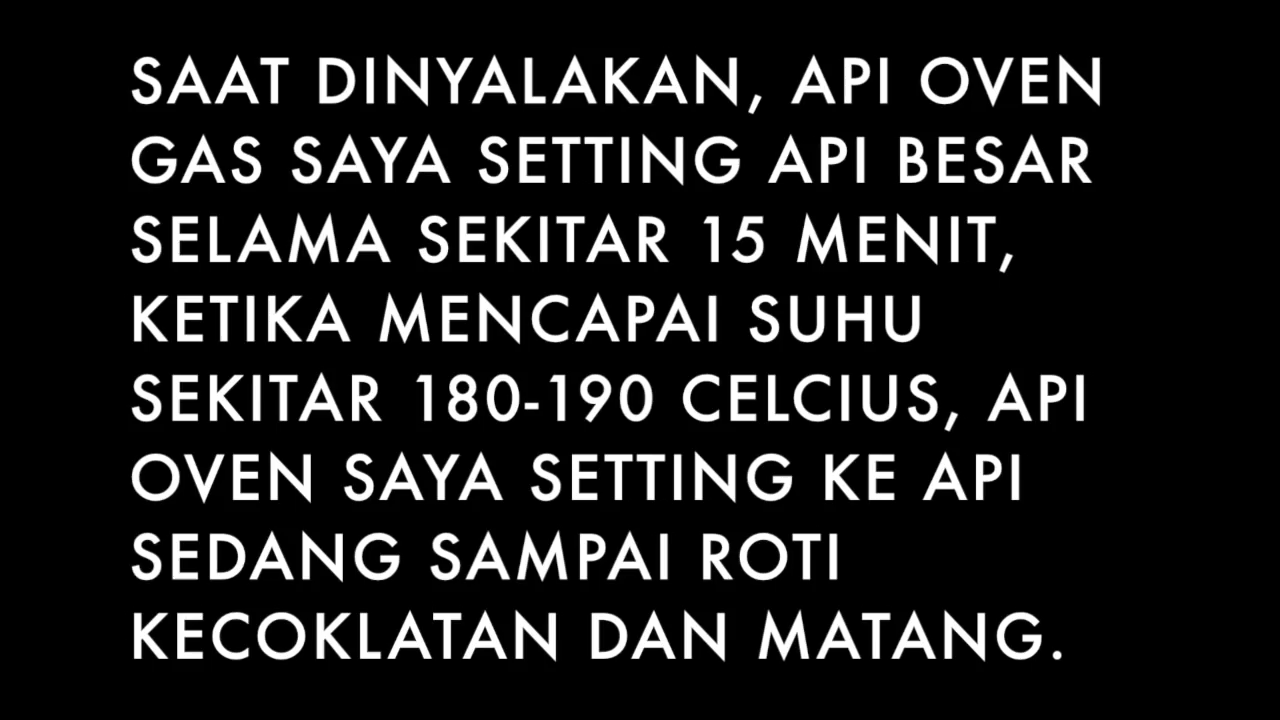 SAAT DINYALAKAN, API OVEN
GAS SAYA SETTING API BESAR
SELAMA SEKITAR 15 MENIT,
KETIKA MENCAPAI SUHU
SEKITAR 180-190 CELCIUS, API
OVEN SAYA SETTING KE API
SEDANG SAMPAI ROTI
KECOKLATAN DAN MATANG.